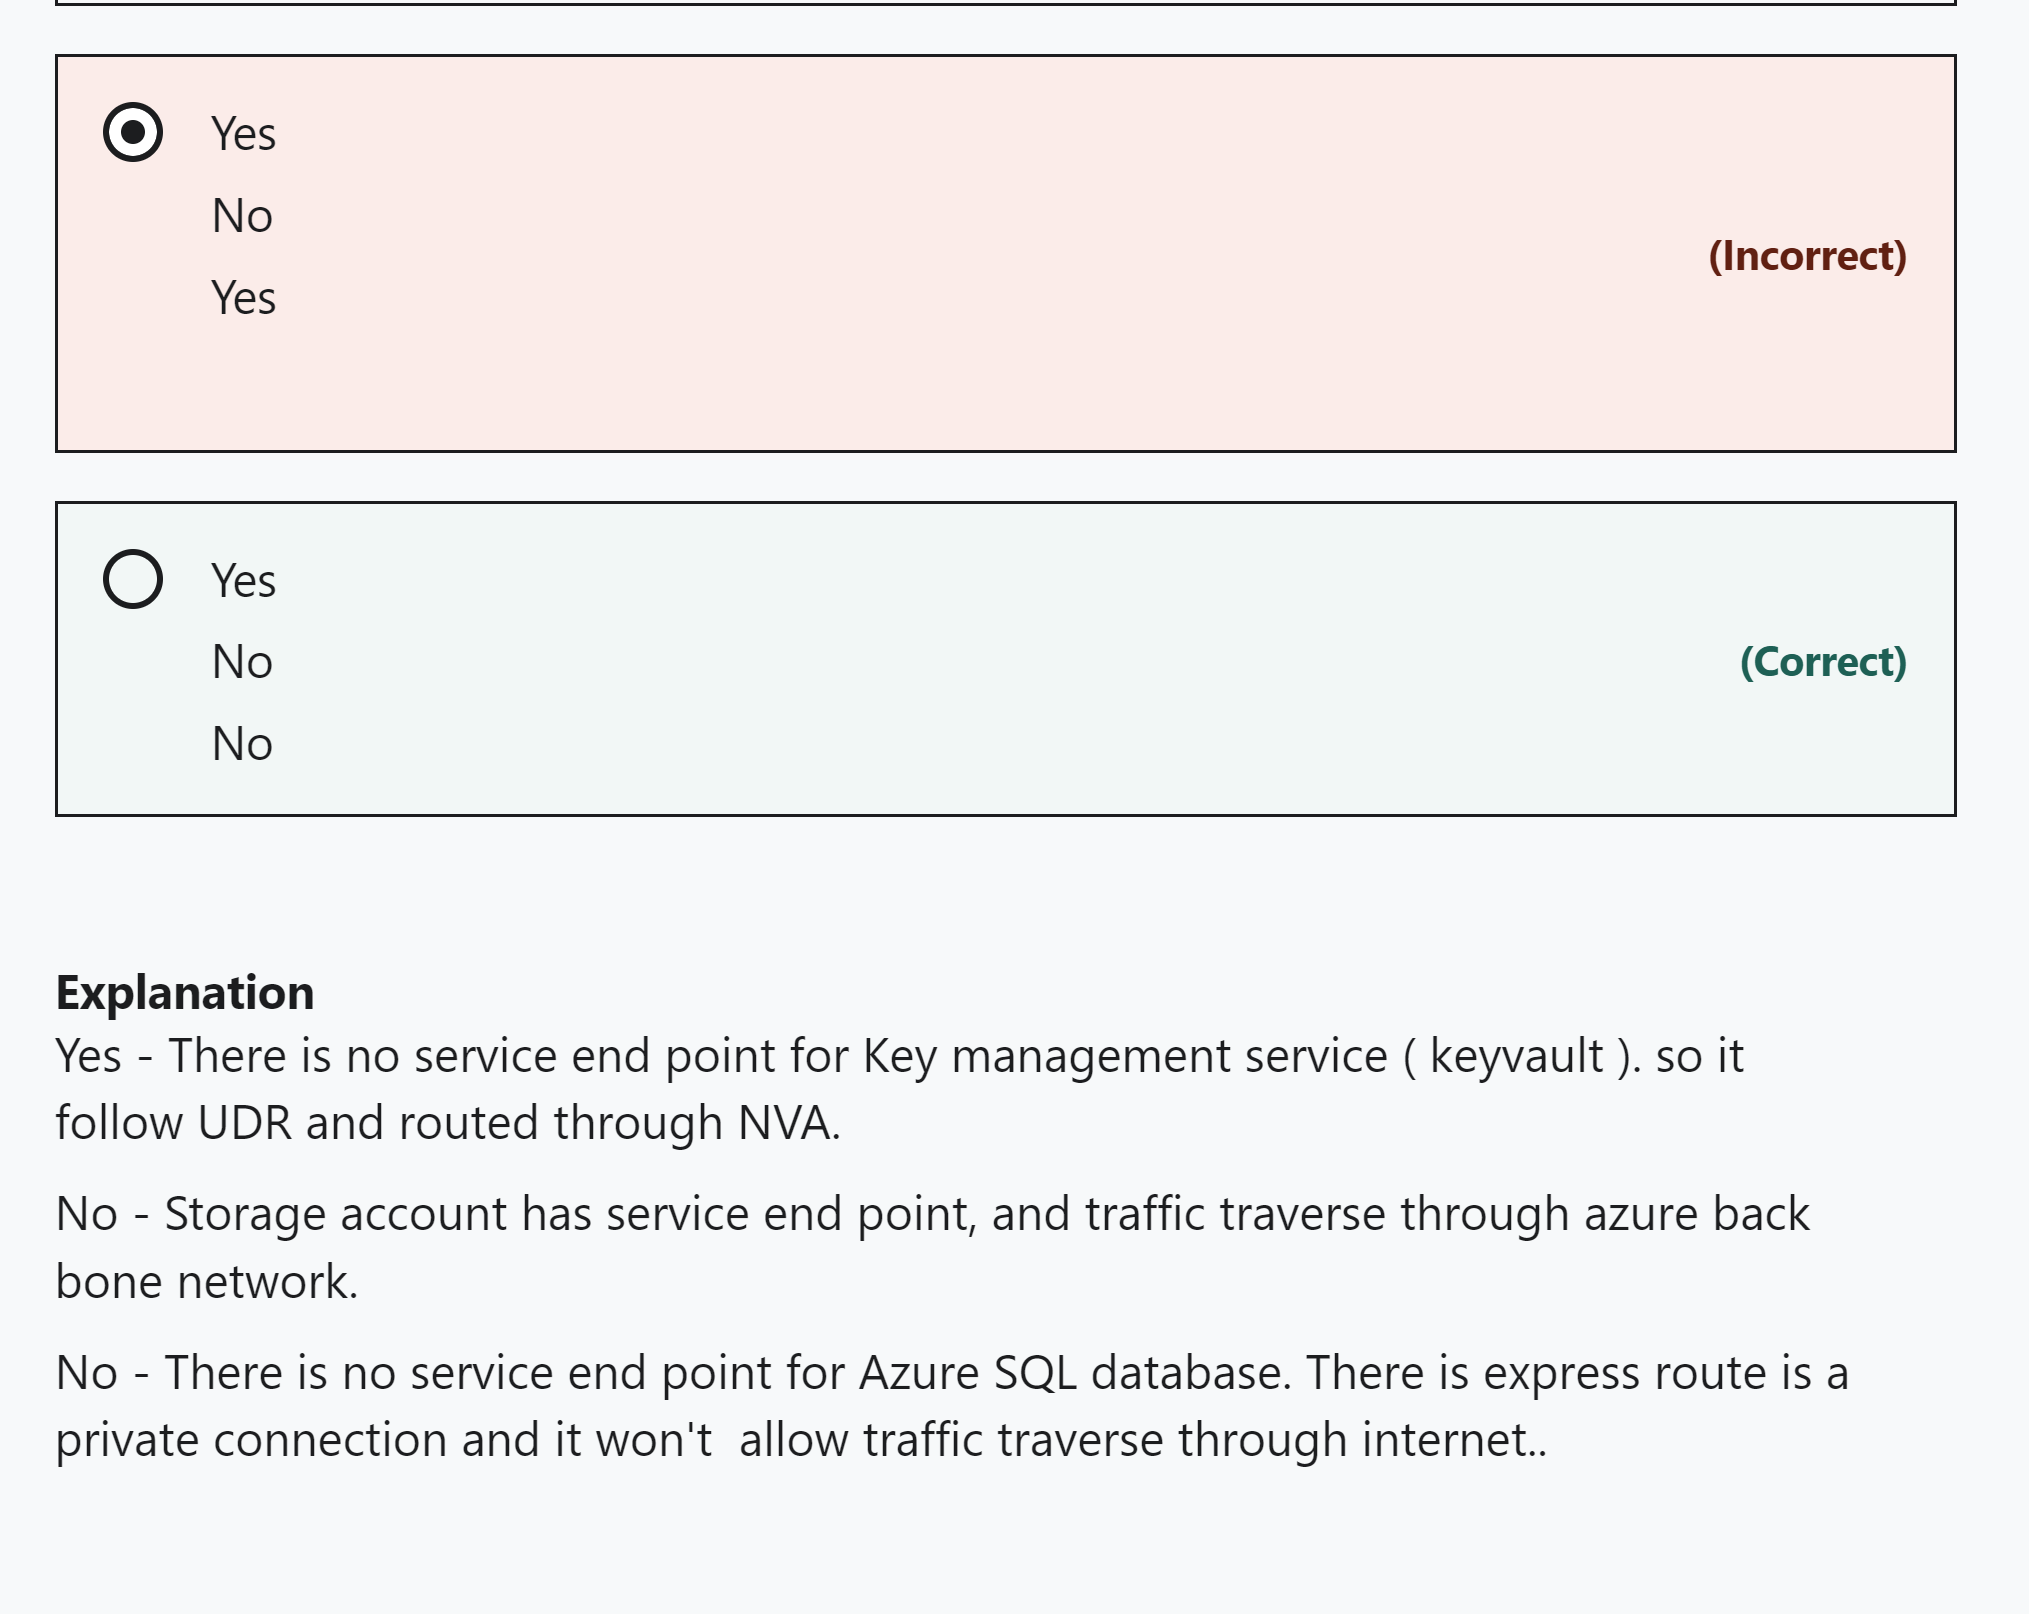 Yes
No
(Incorrect)
Yes
Yes
No
(Correct)
No
Explanation
Yes - There is no service end point for Key management service ( keyvault ). so it
follow UDR and routed through NVA.
No - Storage account has service end point, and traffic traverse through azure back
bone network.
No - There is no service end point for Azure SQL database. There is express route is a
private connection and it won't  allow traffic traverse through internet..